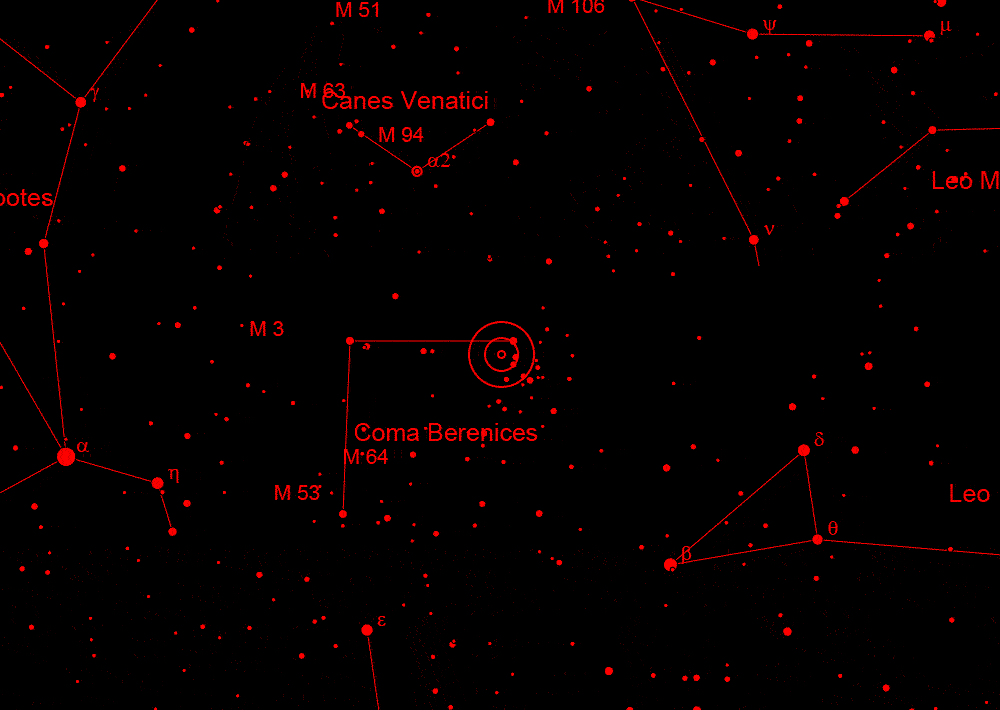 M 51
M 106
ψ
μ
γ
M 63
Canes Venatici
M 94
α2
ootes
Leo M
ν
M 3
Coma Berenices
α
M 64
δ
η
M 53
Leo
θ
β
ε